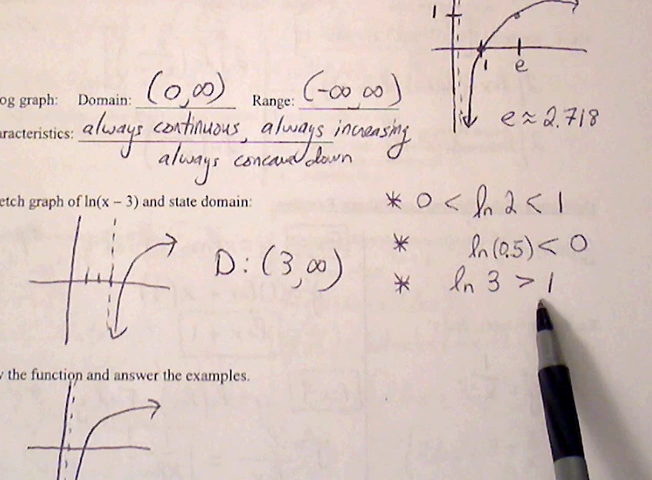 1
1 e
og graph: Domain: (0,∞) Range: (-∞,∞)
e ≈ 2.718
aracteristics: always continuous, always increasing
always concave down
etch graph of ln(x – 3) and state domain:
* 0 < ln 2 < 1
D: (3,∞)
* ln(0.5) < 0
* ln 3 > 1
the function and answer the examples.